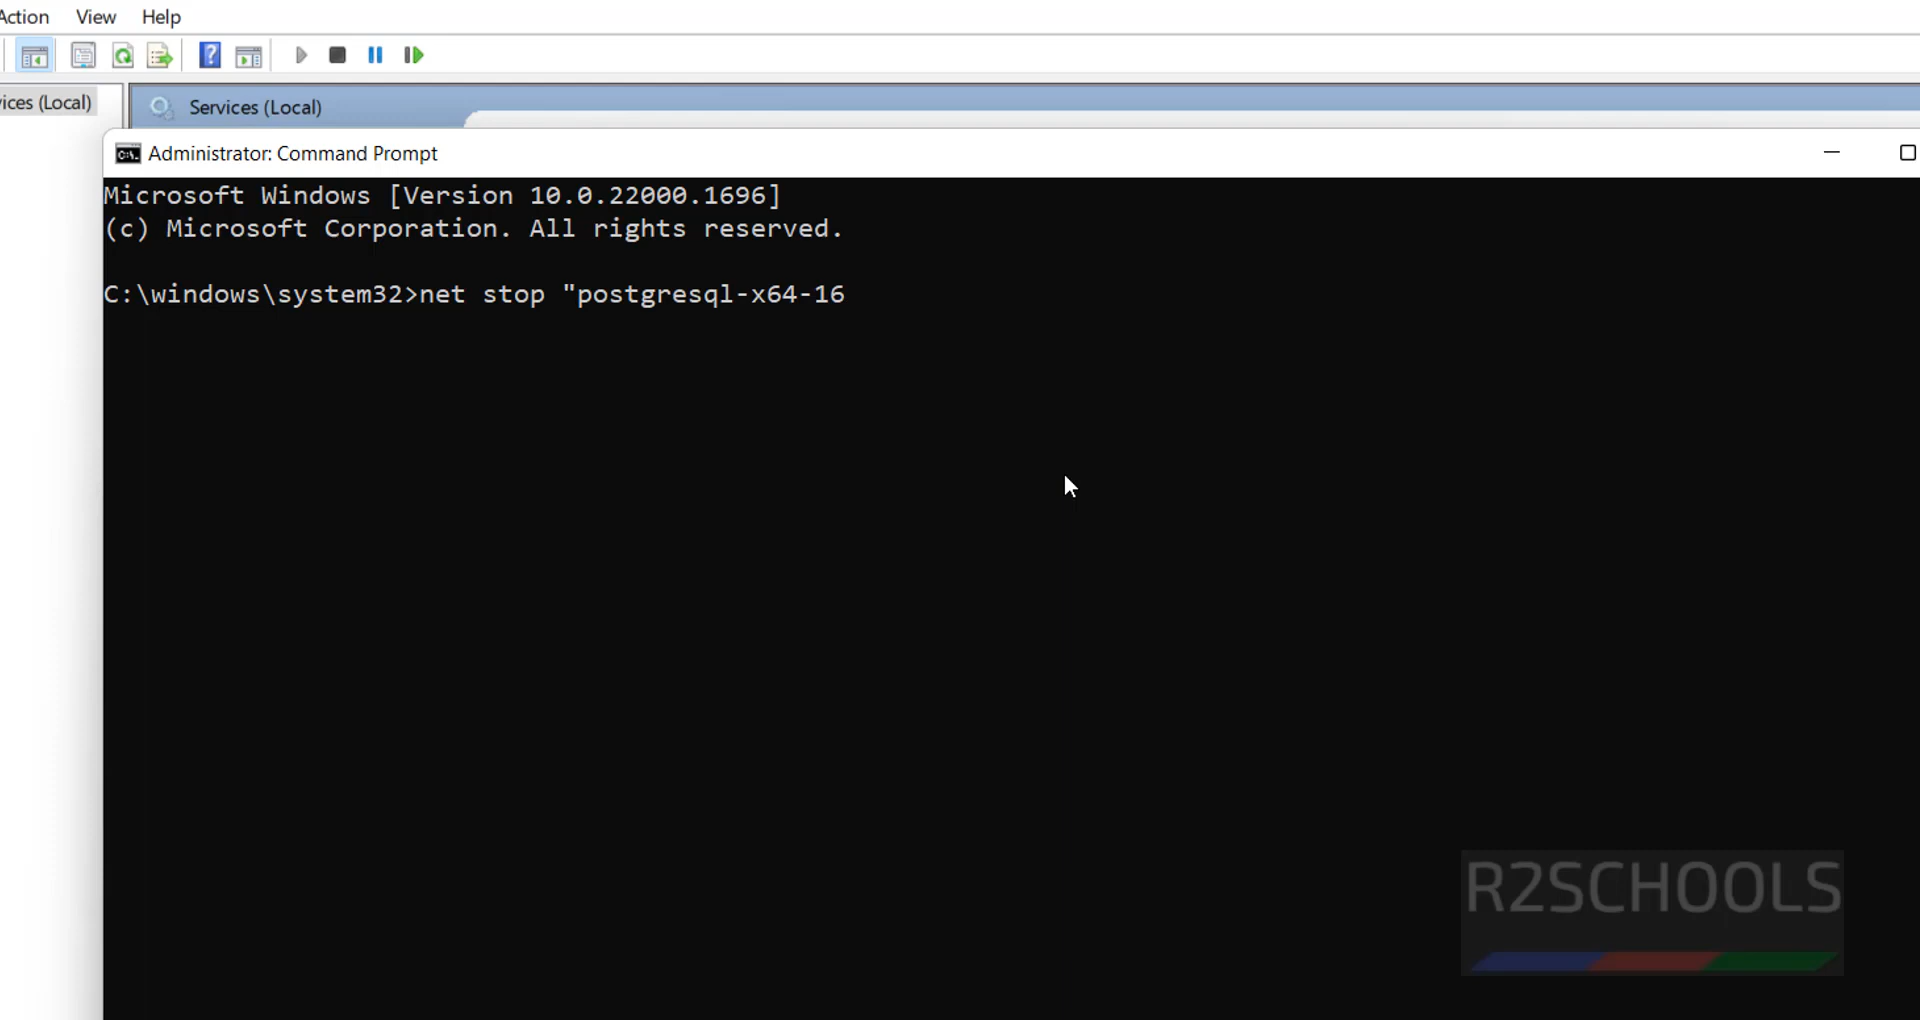 Action View Help
ices (Local)
Services (Local)
Administrator: Command Prompt
Microsoft Windows [Version 10.0.22000.1696]
(c) Microsoft Corporation. All rights reserved.
C:\windows\system32>net stop "postgresql-x64-16
R2SCHOOLS